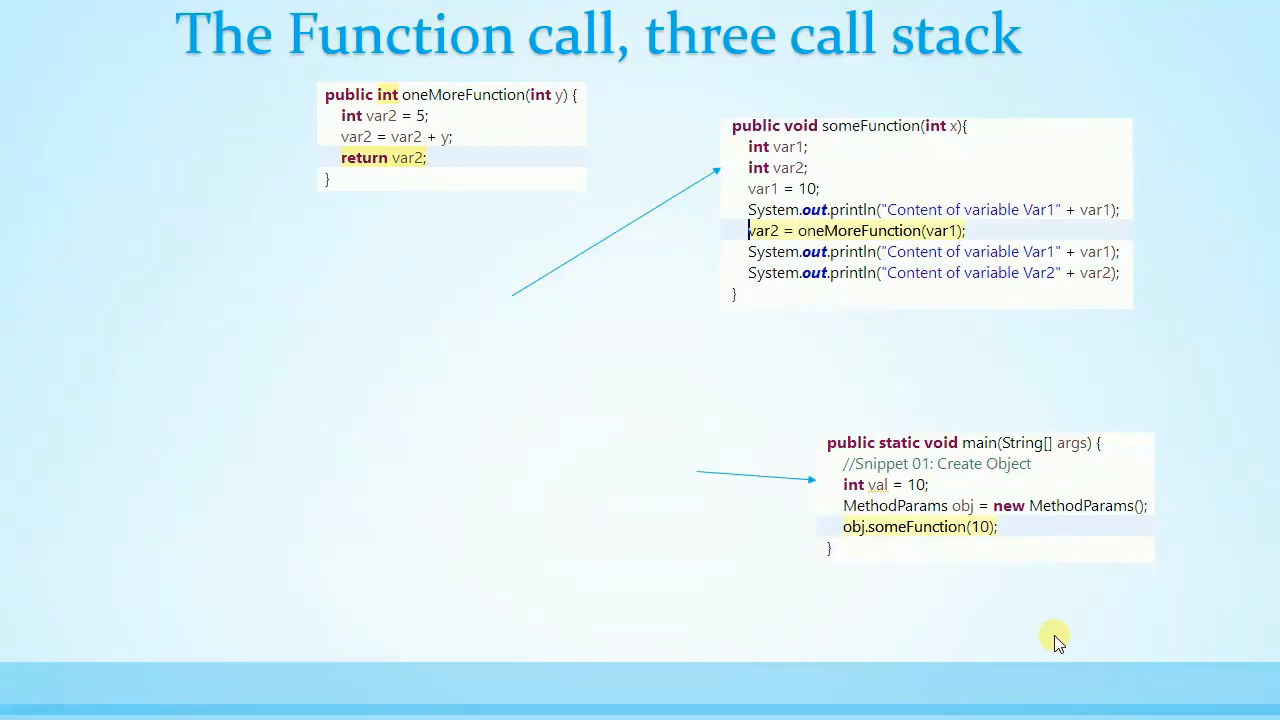 The Function call, three call stack
public int oneMoreFunction(int y) {
int var2 = 5;
var2 = var2 + y;
return var2;
}
public void someFunction(int x){
int var1;
int var2;
var1 = 10;
System.out.println("Content of variable Var1" + var1);
var2 = oneMoreFunction(var1);
System.out.println("Content of variable Var1" + var1);
System.out.println("Content of variable Var2" + var2);
}
public static void main(String[] args) {
//Snippet 01: Create Object
int val = 10;
MethodParams obj = new MethodParams();
obj.someFunction(10);
}